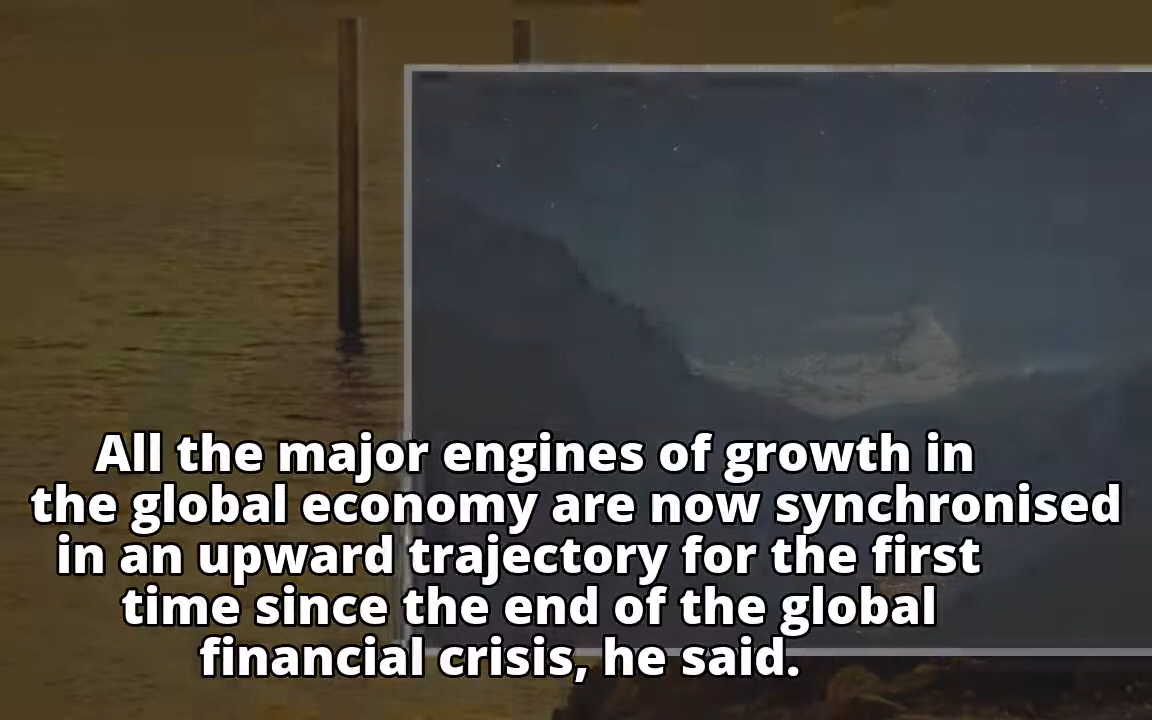 All the major engines of growth in
the global economy are now synchronised
in an upward trajectory for the first
time since the end of the global
financial crisis, he said.